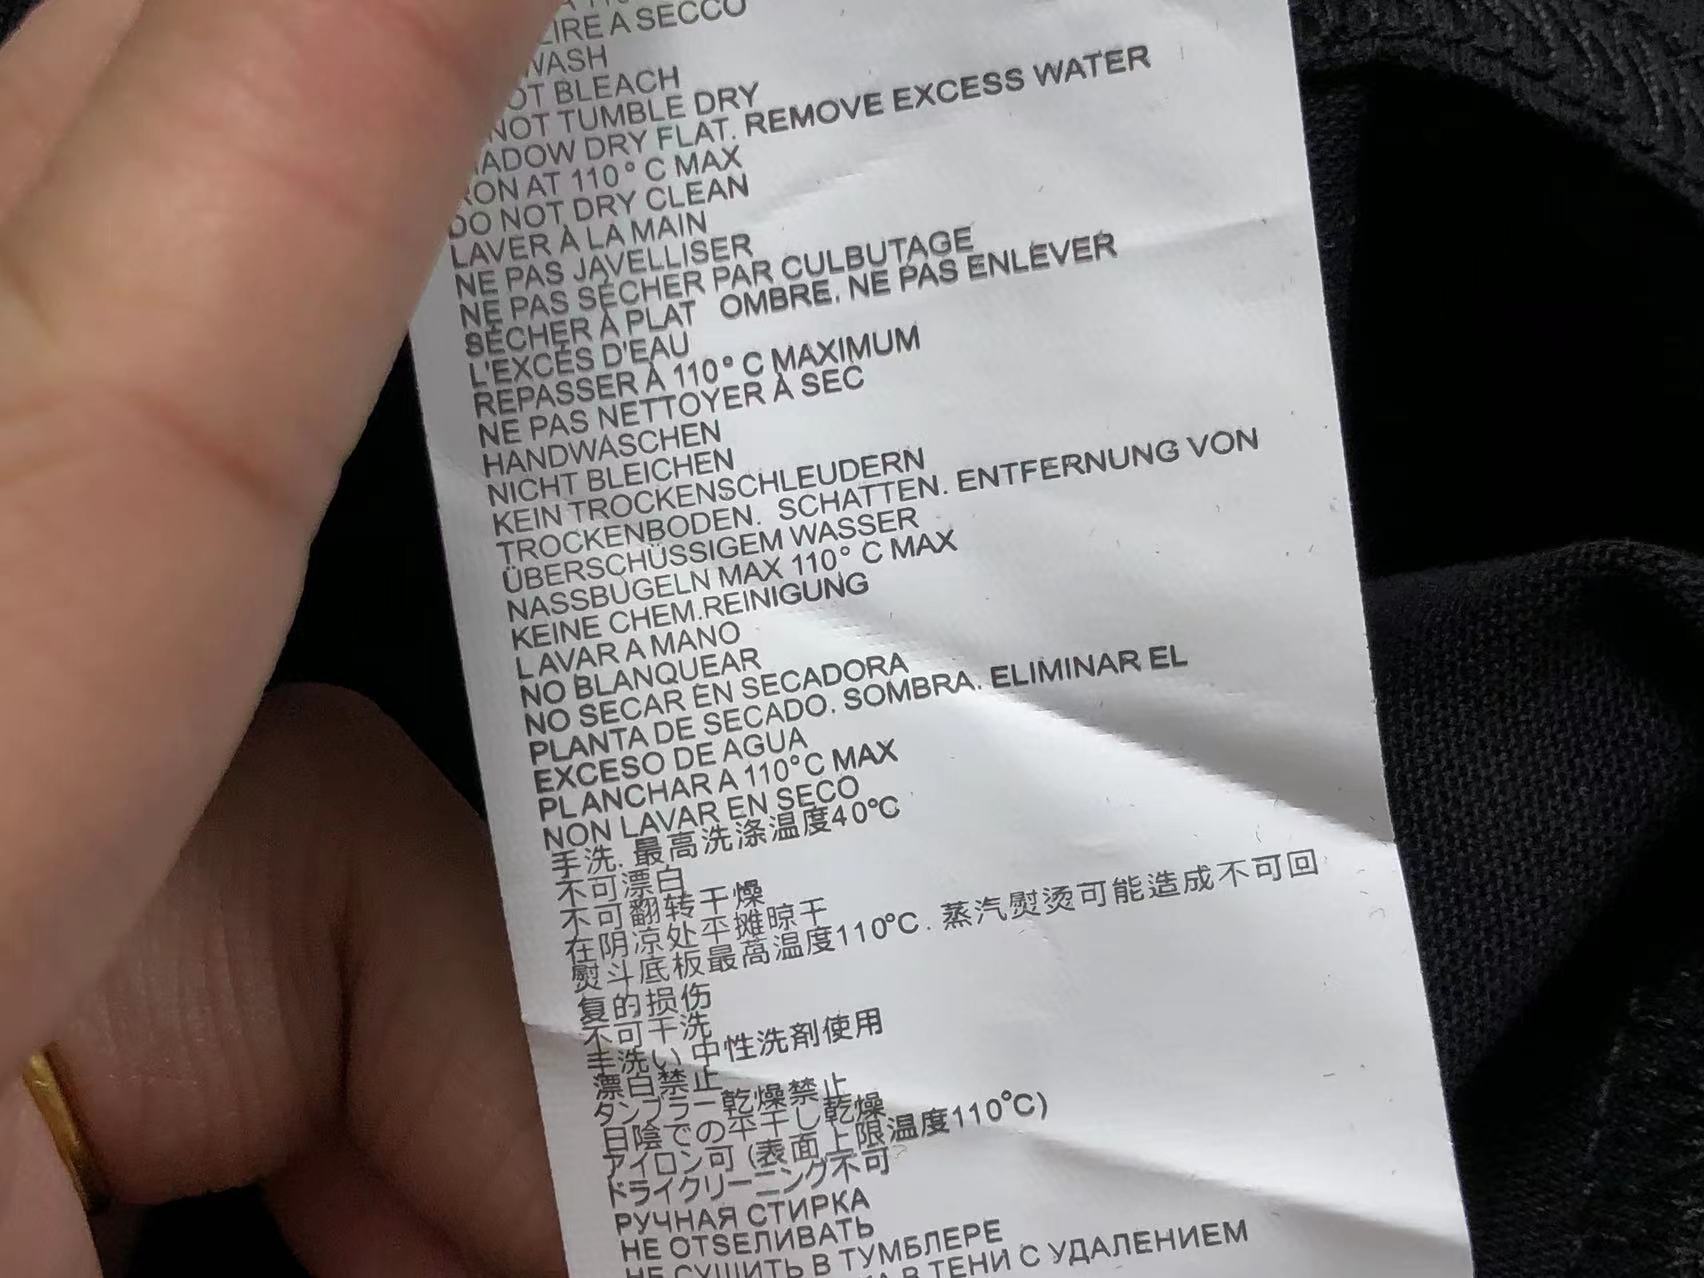 LIRE A SECCO
WASH
NOT BLEACH
NOT TUMBLE DRY
SHADOW DRY FLAT. REMOVE EXCESS WATER
IRON AT 110° C MAX
DO NOT DRY CLEAN
LAVER À LA MAIN
NE PAS JAVELLISER
NE PAS SÉCHER PAR CULBUTAGE
SÉCHER À PLAT OMBRE. NE PAS ENLEVER
L'EXCÉS D'EAU
REPASSER À 110° C MAXIMUM
NE PAS NETTOYER À SEC
HANDWASCHEN
NICHT BLEICHEN
KEIN TROCKENSCHLEUDERN
TROCKENBODEN. SCHATTEN. ENTFERNUNG VON
ÜBERSCHÜSSIGEM WASSER
NASSBÜGELN MAX 110° C MAX
KEINE CHEM.REINIGUNG
LAVAR A MANO
NO BLANQUEAR
NO SECAR EN SECADORA
PLANTA DE SECADO. SOMBRA. ELIMINAR EL
EXCESO DE AGUA
PLANCHAR A 110°C MAX
NON LAVAR EN SECO
手洗. 最高洗涤温度40℃
不可漂白
不可翻转干燥
在阴凉处平摊晾干
熨斗底板最高温度110℃. 蒸汽熨烫可能造成不可回
复的损伤
不可干洗
手洗い 中性洗剤使用
漂白禁止
タンブラー乾燥禁止
日陰での平干し乾燥
アイロン可 (表面上限温度110℃)
ドライクリーニング不可
РУЧНАЯ СТИРКА
НЕ ОТSЕЛИВАТЬ
НЕ СУШИТЬ В ТУМБЛЕРЕ
В ТЕНИ С УДАЛЕНИЕМ